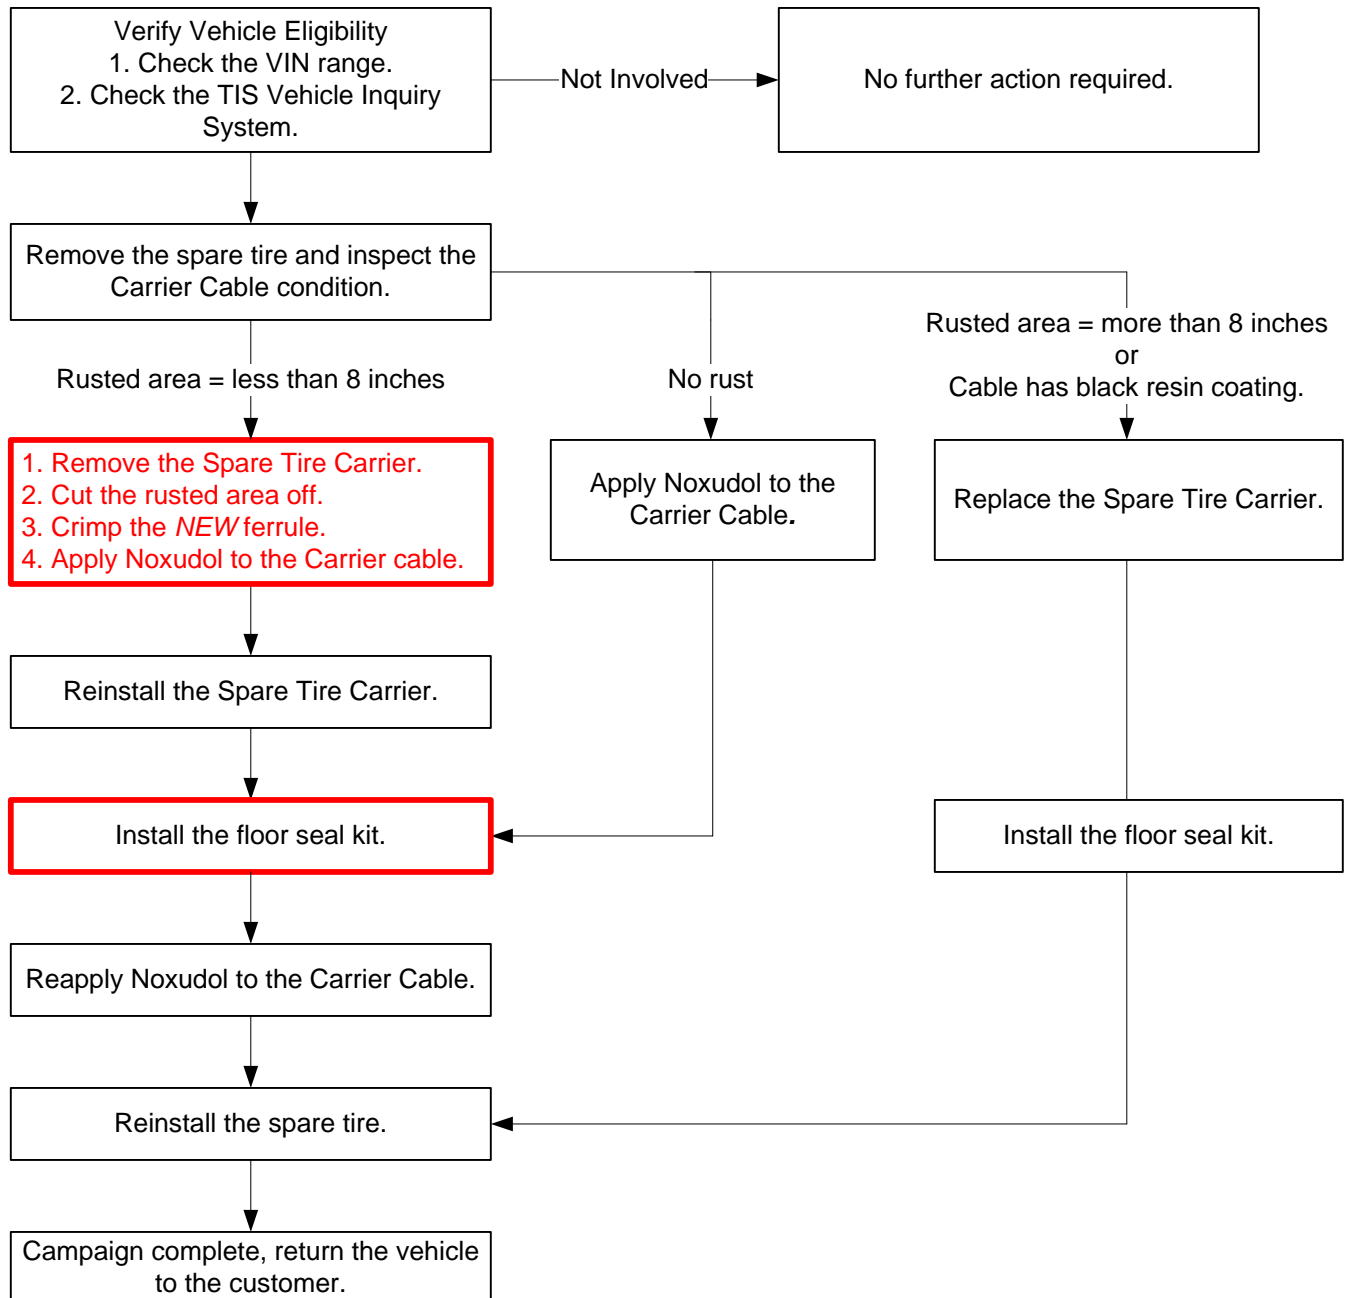 Verify Vehicle Eligibility
1. Check the VIN range.
2. Check the TIS Vehicle Inquiry
System.
Not Involved
No further action required.
Remove the spare tire and inspect the
Carrier Cable condition.
Rusted area = less than 8 inches
No rust
Rusted area = more than 8 inches
or
Cable has black resin coating.
1. Remove the Spare Tire Carrier.
2. Cut the rusted area off.
3. Crimp the NEW ferrule.
4. Apply Noxudol to the Carrier cable.
Apply Noxudol to the
Carrier Cable.
Replace the Spare Tire Carrier.
Reinstall the Spare Tire Carrier.
Install the floor seal kit.
Install the floor seal kit.
Reapply Noxudol to the Carrier Cable.
Reinstall the spare tire.
Campaign complete, return the vehicle
to the customer.